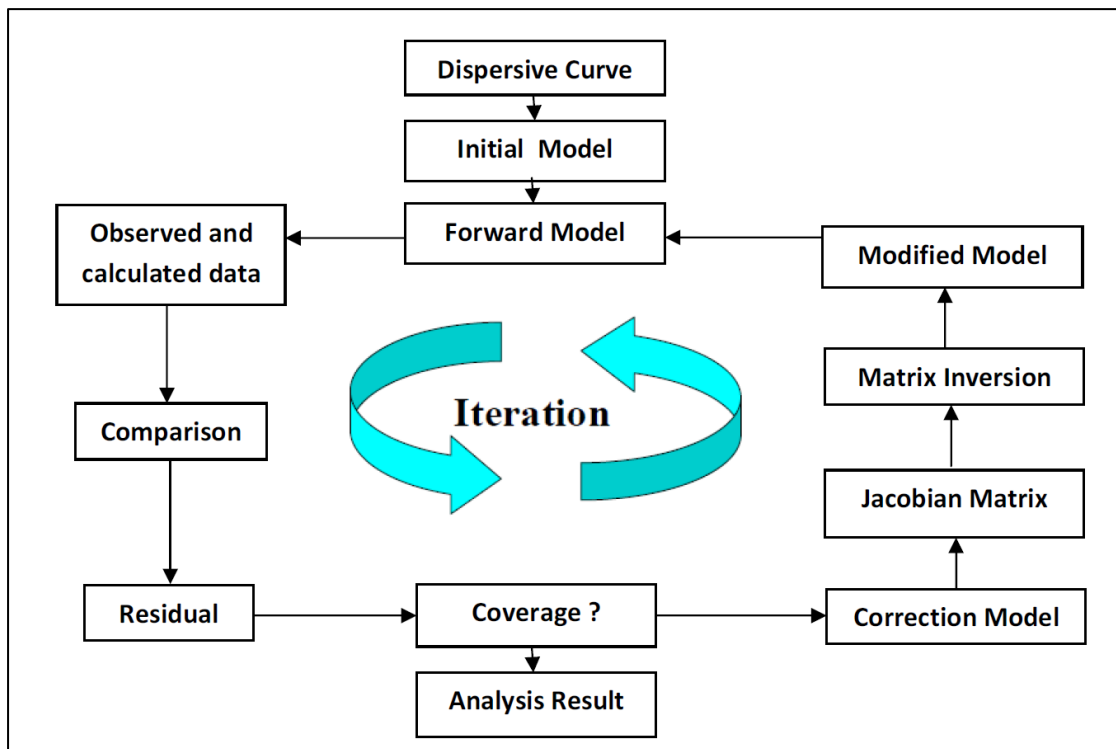 Dispersive Curve
Initial Model
Forward Model
Observed and
calculated data
Modified Model
Matrix Inversion
Comparison
Iteration
Jacobian Matrix
Residual
Coverage ?
Correction Model
Analysis Result